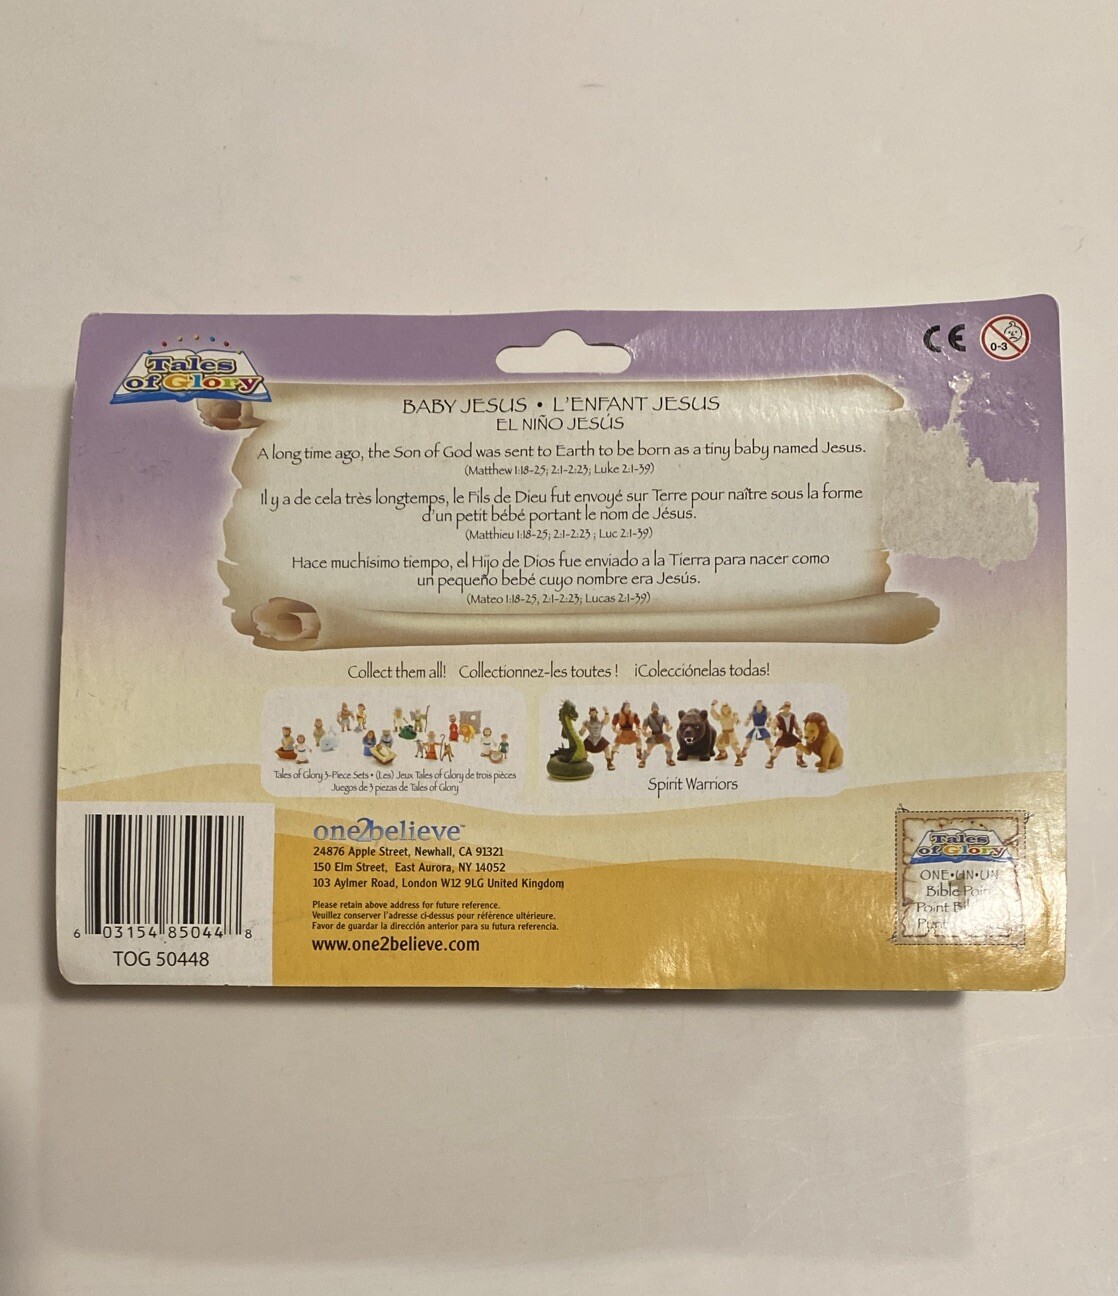 Tales
of Glory
CE
0-3
BABY JESUS • L'ENFANT JESUS
EL NIÑO JESÚS
A long time ago, the Son of God was sent to Earth to be born as a tiny baby named Jesus.
(Matthew 1:18-25; 2:1-2:23; Luke 2:1-39)
Il y a de cela très longtemps, le Fils de Dieu fut envoyé sur Terre pour naître sous la forme
d'un petit bébé portant le nom de Jésus.
(Matthieu 1:18-25; 2:1-2:23 ; Luc 2:1-39)
Hace muchísimo tiempo, el Hijo de Dios fue enviado a la Tierra para nacer como
un pequeño bebé cuyo nombre era Jesús.
(Mateo 1:18-25, 2:1-2:23; Lucas 2:1-39)
Collect them all! Collectionnez-les toutes ! ¡Colecciónelas todas!
Tales of Glory 3-Piece Sets • (Les) Jeux Tales of Glory de trois pièces
Juegos de 3 piezas de Tales of Glory
Spirit Warriors
one2believe™
24876 Apple Street, Newhall, CA 91321
150 Elm Street, East Aurora, NY 14052
103 Aylmer Road, London W12 9LG United Kingdom
Please retain above address for future reference.
Veuillez conserver l'adresse ci-dessus pour référence ultérieure.
Favor de guardar la dirección anterior para su futura referencia.
www.one2believe.com
6 03154 85044 8
TOG 50448
Tales
of Glory
ONE•UN•UN
Bible Point
Point